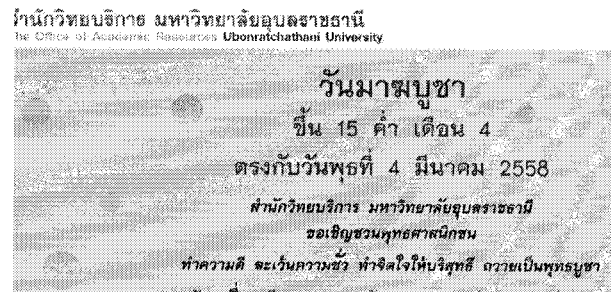 สำนักวิทยบริการ มหาวิทยาลัยอุบลราชธานี
The Office of Academic Resources Ubonratchathani University
วันมาฆบูชา
ขึ้น 15 ค่ำ เดือน 4
ตรงกับวันพุธที่ 4 มีนาคม 2558
สำนักวิทยบริการ มหาวิทยาลัยอุบลราชธานี
ขอเชิญชวนพุทธศาสนิกชน
ทำความดี ละเว้นความชั่ว ทำจิตใจให้บริสุทธิ์ ถวายเป็นพุทธบูชา